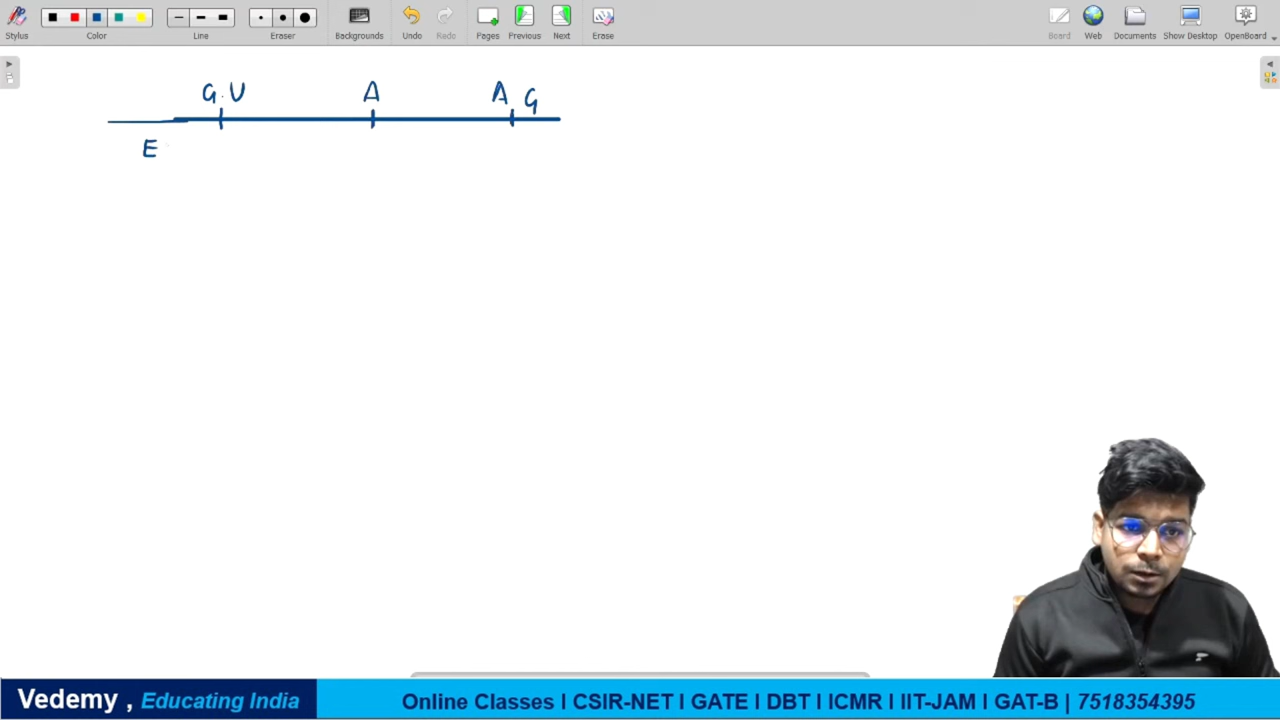 Stylus
Color
Line
Eraser
Backgrounds
Undo
Redo
Pages
Previous
Next
Erase
Board
Web
Documents
Show Desktop
OpenBoard
G U A A G
E
Vedemy , Educating India
Online Classes I CSIR-NET I GATE I DBT I ICMR I IIT-JAM I GAT-B | 7518354395